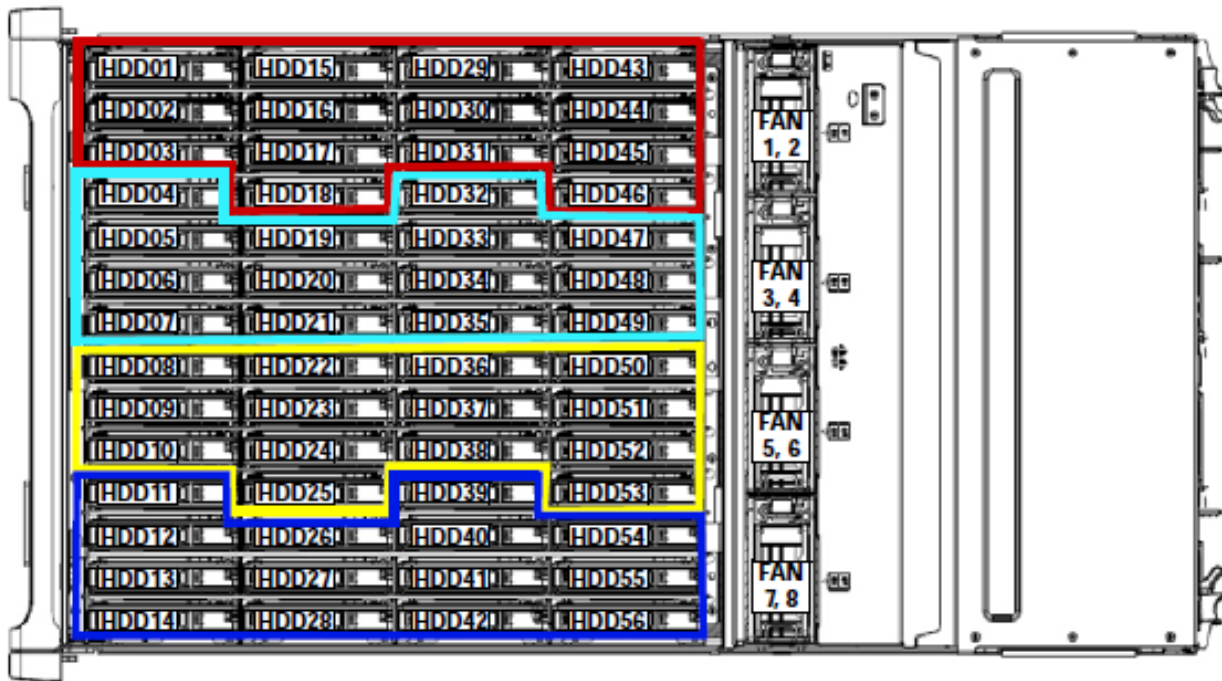 HDD01 HDD15 HDD29 HDD43
HDD02 HDD16 HDD30 HDD44
HDD03 HDD17 HDD31 HDD45
HDD04 HDD18 HDD32 HDD46
HDD05 HDD19 HDD33 HDD47
HDD06 HDD20 HDD34 HDD48
HDD07 HDD21 HDD35 HDD49
HDD08 HDD22 HDD36 HDD50
HDD09 HDD23 HDD37 HDD51
HDD10 HDD24 HDD38 HDD52
HDD11 HDD25 HDD39 HDD53
HDD12 HDD26 HDD40 HDD54
HDD13 HDD27 HDD41 HDD55
HDD14 HDD28 HDD42 HDD56
FAN
1, 2
FAN
3, 4
FAN
5, 6
FAN
7, 8